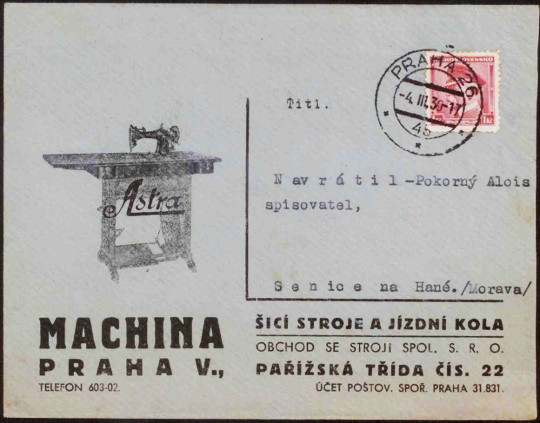 PRAHA 26
-4.III.36-17
45
Titl.
Astra
Navrátil-Pokorný Alois
spisovatel,
Senice na Hané./Morava/
MACHINA
PRAHA V.,
TELEFON 603-02.
ŠICÍ STROJE A JÍZDNÍ KOLA
OBCHOD SE STROJI SPOL. S. R. O.
PAŘÍŽSKÁ TŘÍDA ČÍS. 22
ÚČET POŠTOV. SPOŘ. PRAHA 31.831.